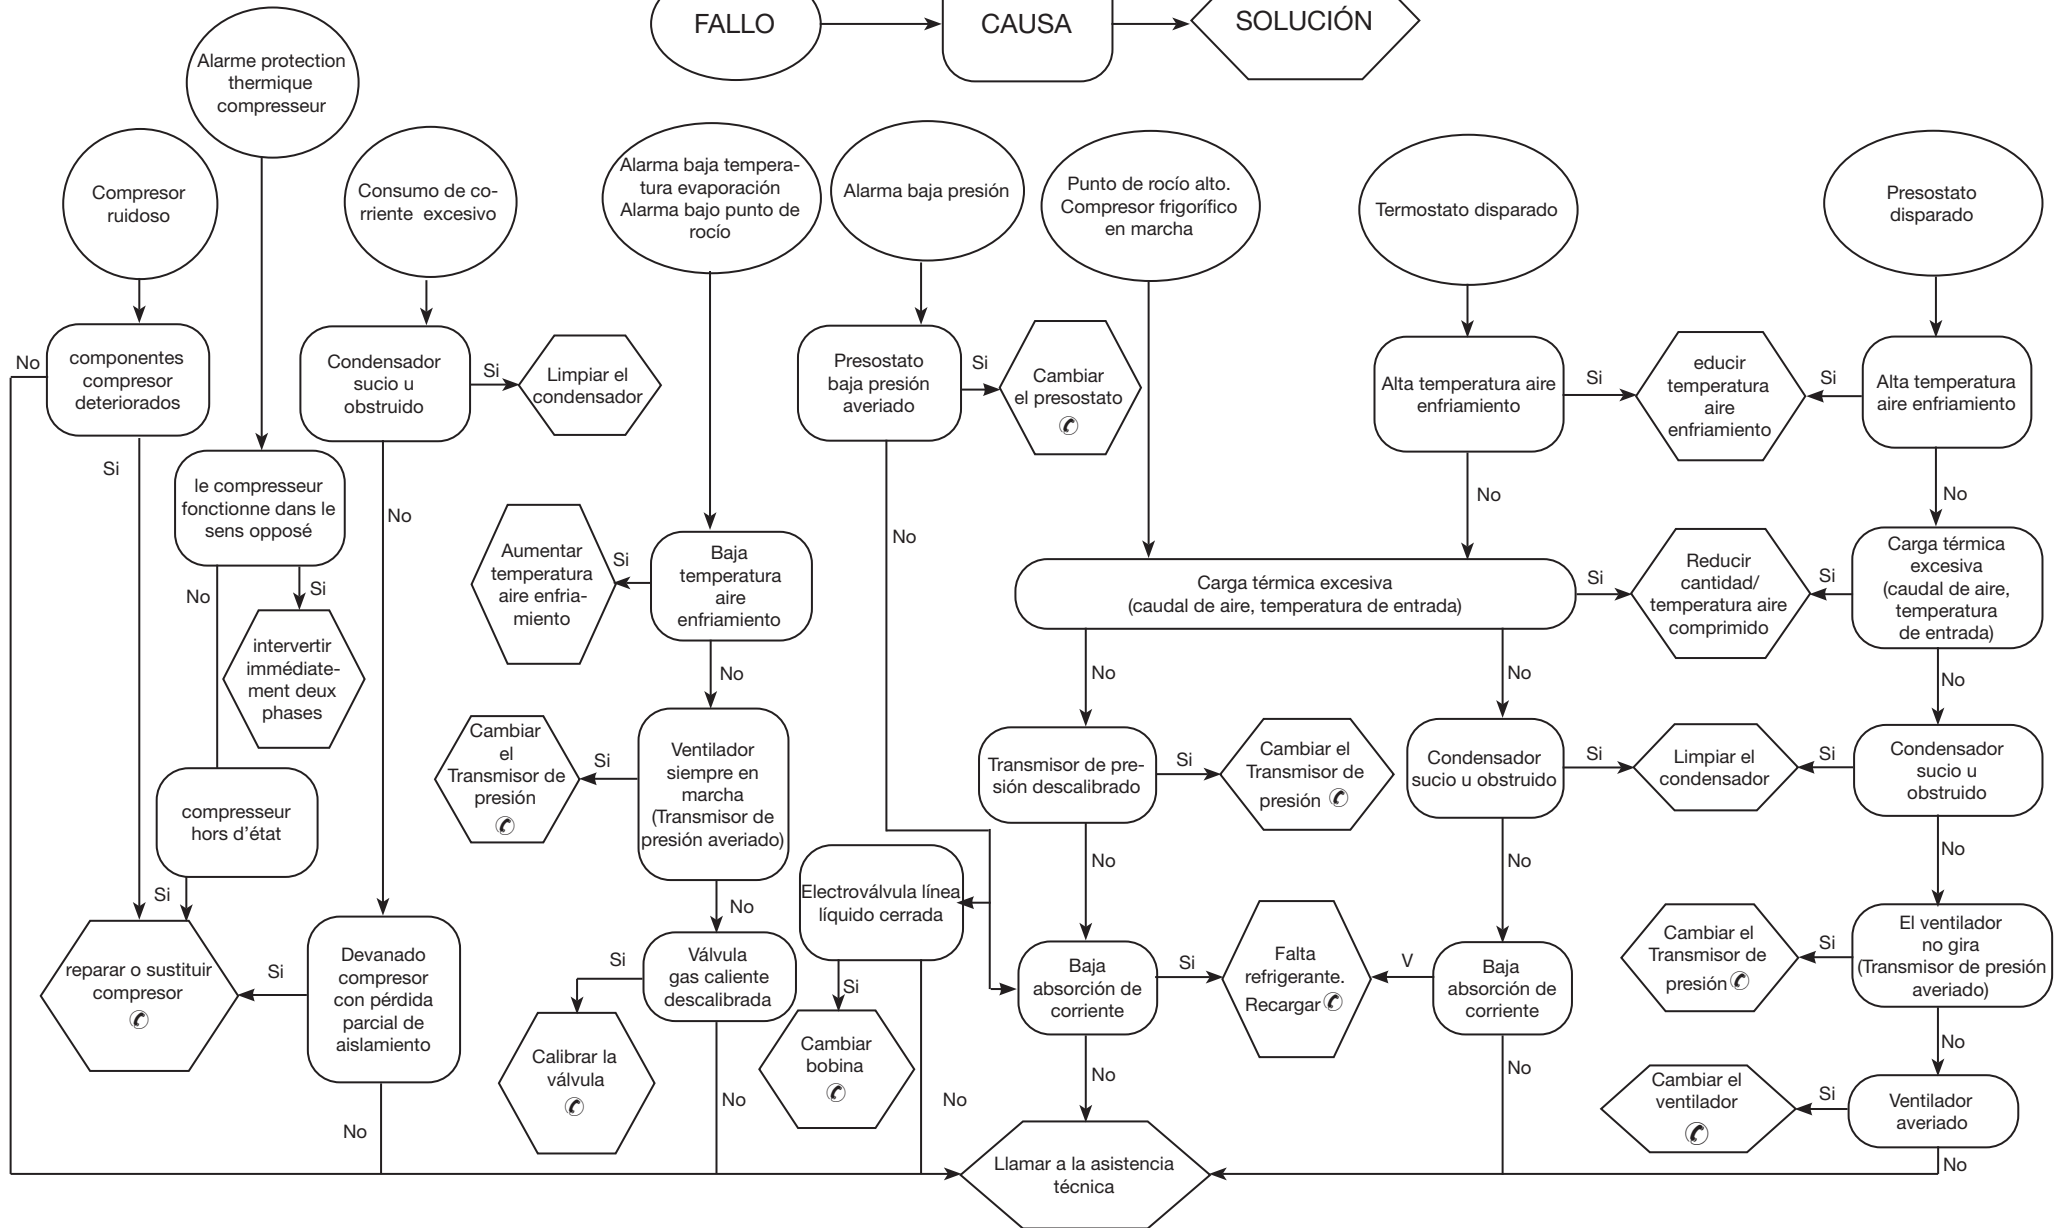 FALLO
CAUSA
SOLUCIÓN
Alarme protection
thermique
compresseur
Compresor
ruidoso
Consumo de co-
rriente excesivo
Alarma baja tempera-
tura evaporación
Alarma bajo punto de
rocío
Alarma baja presión
Punto de rocío alto.
Compresor frigorífico
en marcha
Termostato disparado
Presostato
disparado
No
componentes
compresor
deteriorados
Si
Condensador
sucio u
obstruido
Si
Limpiar el
condensador
No
le compresseur
fonctionne dans le
sens opposé
No
Si
intervertir
immédiate-
ment deux
phases
compresseur
hors d’état
Si
reparar o sustituir
compresor
Si
Devanado
compresor
con pérdida
parcial de
aislamiento
No
Aumentar
temperatura
aire enfria-
miento
Si
Baja
temperatura
aire
enfriamiento
No
Cambiar
el
Transmisor de
presión
Si
Ventilador
siempre en
marcha
(Transmisor de
presión averiado)
No
Si
Válvula
gas caliente
descalibrada
Calibrar la
válvula
No
Presostato
baja presión
averiado
Si
Cambiar
el presostato
No
Electroválvula línea
líquido cerrada
Si
Cambiar
bobina
No
Alta temperatura aire
enfriamiento
Si
educir
temperatura
aire
enfriamiento
Si
Alta temperatura
aire enfriamiento
No
No
Carga térmica excesiva
(caudal de aire, temperatura de entrada)
Si
Reducir
cantidad/
temperatura aire
comprimido
Si
Carga térmica
excesiva
(caudal de aire,
temperatura
de entrada)
No
No
No
Transmisor de pre-
sión descalibrado
Si
Cambiar el
Transmisor de
presión
Condensador
sucio u obstruido
Si
Limpiar el
condensador
Si
Condensador
sucio u
obstruido
No
No
No
Baja
absorción de
corriente
Si
Falta
refrigerante.
Recargar
V
Baja
absorción de
corriente
Cambiar el
Transmisor de
presión
Si
El ventilador
no gira
(Transmisor de presión
averiado)
No
No
No
Cambiar el
ventilador
Si
Ventilador
averiado
No
Llamar a la asistencia
técnica